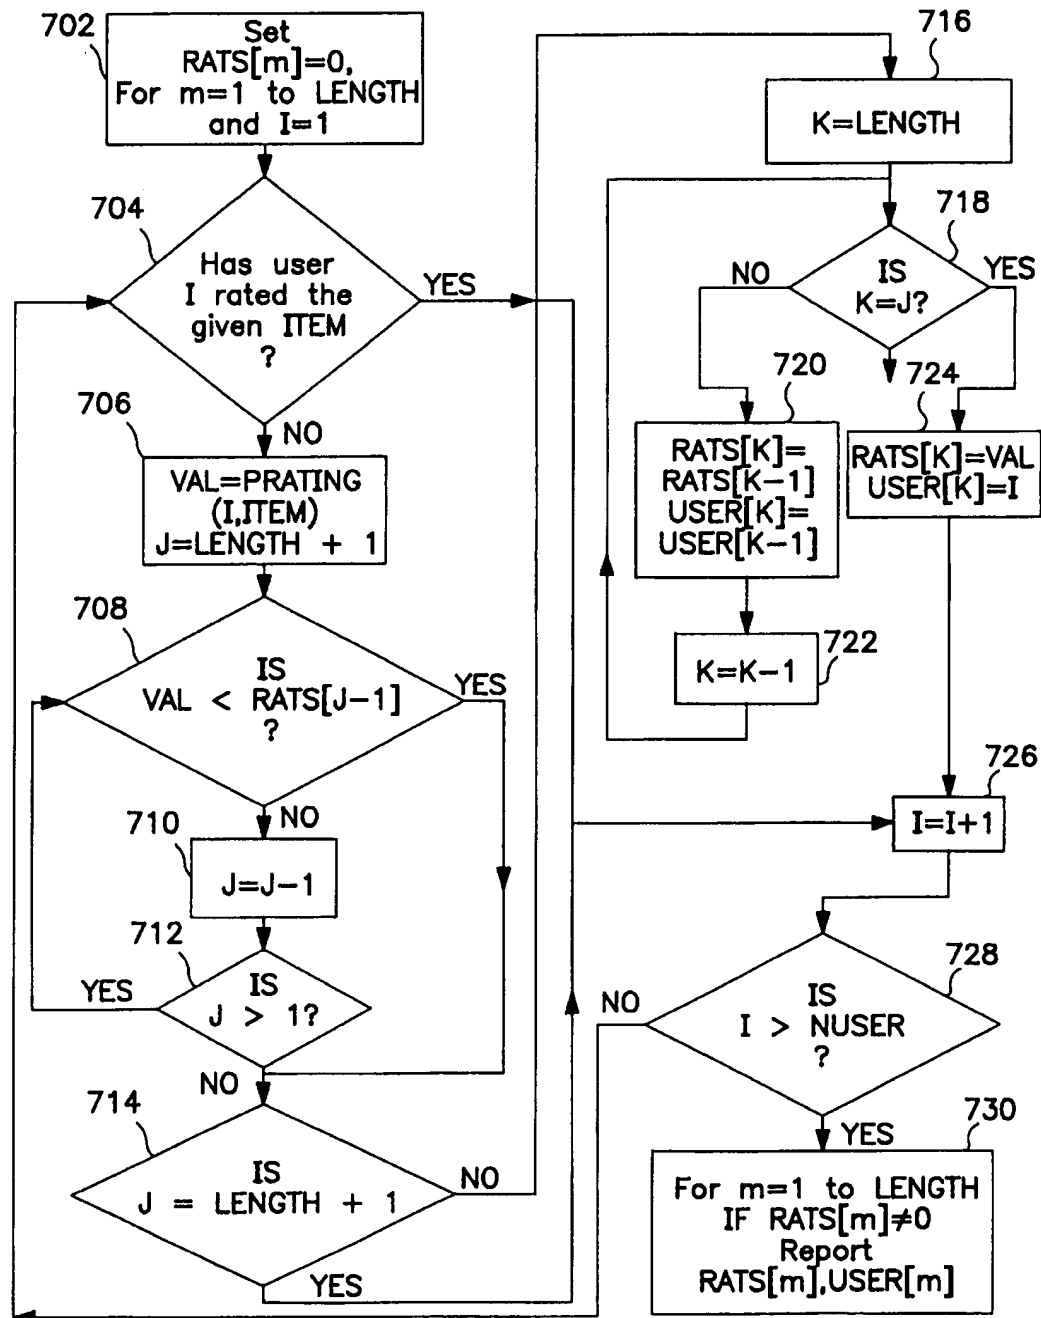 702
Set
RATS[m]=0,
For m=1 to LENGTH
and I=1
704
Has user
I rated the
given ITEM
?
YES
NO
706
VAL=PRATING
(I,ITEM)
J=LENGTH + 1
708
IS
VAL < RATS[J-1]
?
YES
NO
710
J=J-1
712
IS
J > 1?
YES
NO
714
IS
J = LENGTH + 1
NO
YES
716
K=LENGTH
718
IS
K=J?
NO
YES
720
RATS[K]=
RATS[K-1]
USER[K]=
USER[K-1]
722
K=K-1
724
RATS[K]=VAL
USER[K]=I
726
I=I+1
728
IS
I > NUSER
?
NO
YES
730
For m=1 to LENGTH
IF RATS[m]≠0
Report
RATS[m],USER[m]